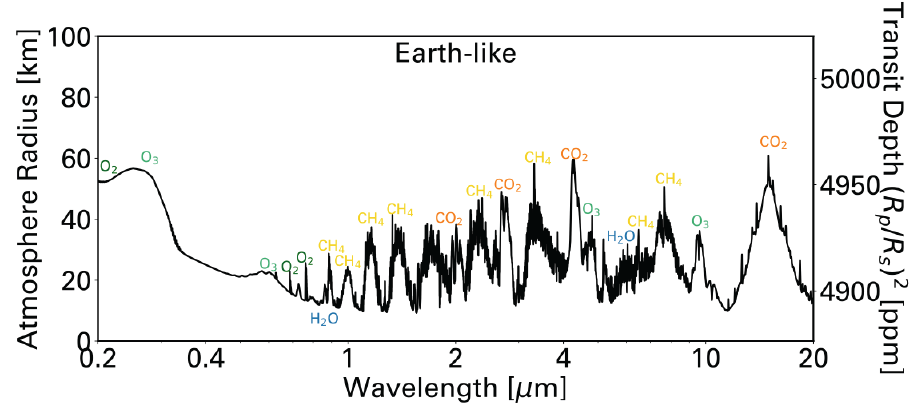 Earth-like
Atmosphere Radius [km]
100
80
60
40
20
0
O₂
O₃
O₃
O₂
O₂
H₂O
CH₄
CH₄
CH₄
CH₄
CO₂
CH₄
CO₂
CH₄
CO₂
O₃
H₂O
CH₄
CH₄
O₃
CO₂
5000
4950
4900
Transit Depth (Rₚ/Rₛ)² [ppm]
0.2 0.4 1 2 4 10 20
Wavelength [μm]